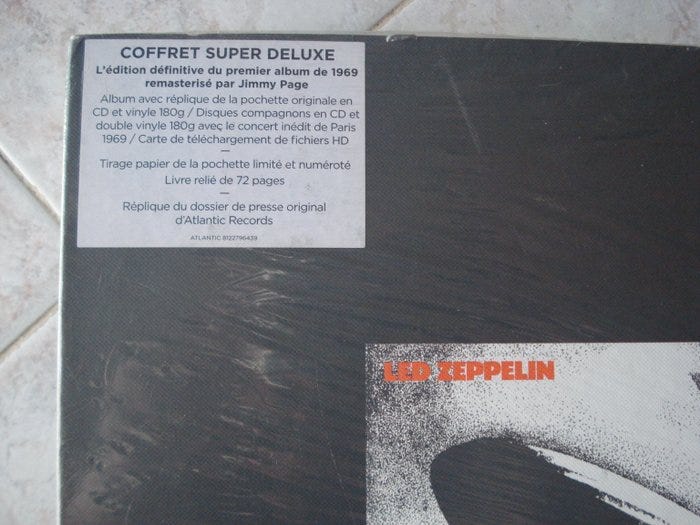 COFFRET SUPER DELUXE
L'édition définitive du premier album de 1969
remasterisé par Jimmy Page
Album avec réplique de la pochette originale en
CD et vinyle 180g / Disques compagnons en CD et
double vinyle 180g avec le concert inédit de Paris
1969 / Carte de téléchargement de fichiers HD
—
Tirage papier de la pochette limité et numéroté
Livre relié de 72 pages
—
Réplique du dossier de presse original
d'Atlantic Records
ATLANTIC 8122796439
LED ZEPPELIN